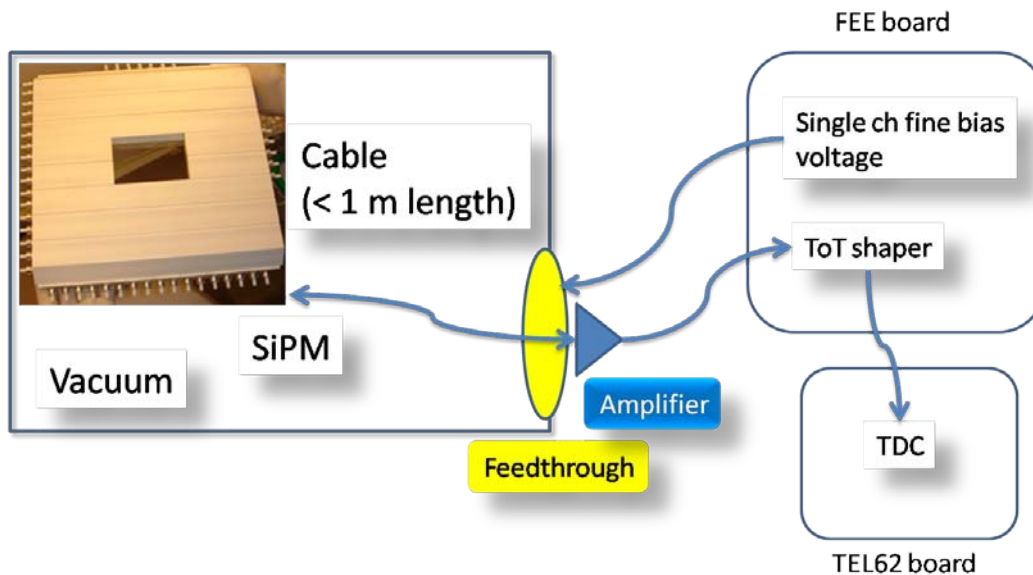 FEE board
Single ch fine bias
voltage
Cable
(< 1 m length)
ToT shaper
SiPM
Vacuum
Amplifier
TDC
Feedthrough
TEL62 board